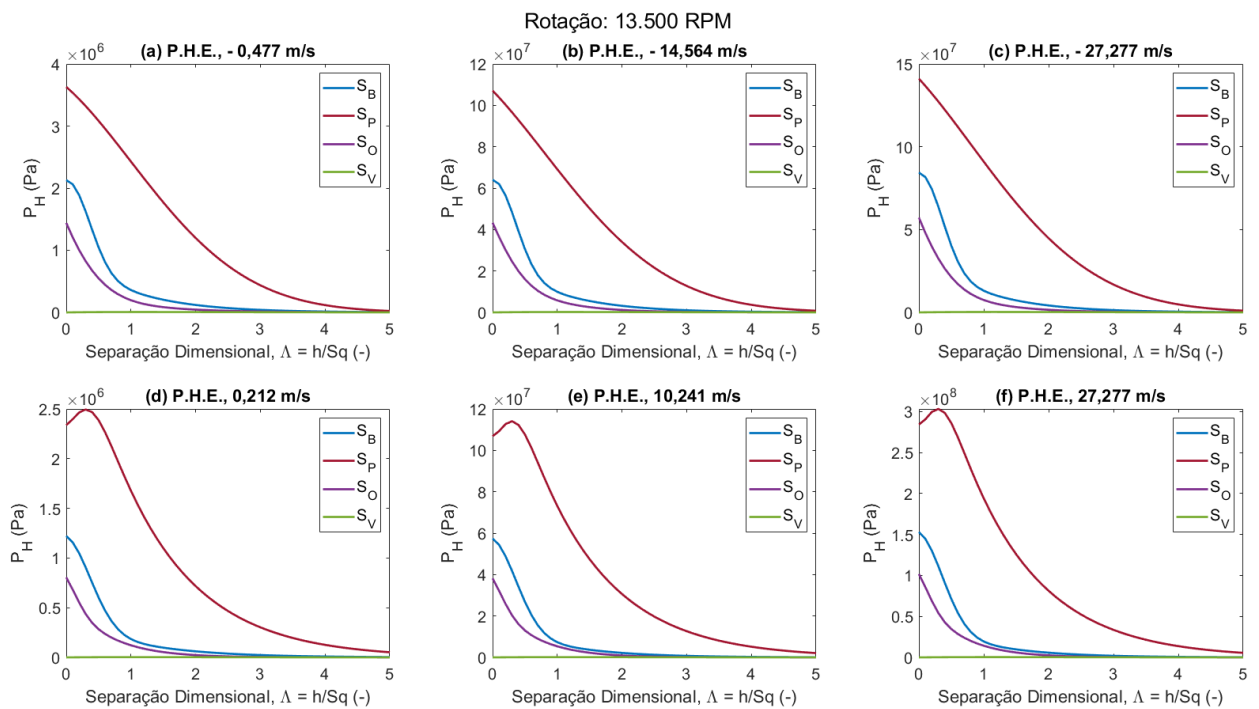 Rotação: 13.500 RPM
(a) P.H.E., - 0,477 m/s
×10^6
4
3
2
1
0
P_H (Pa)
S_B
S_P
S_O
S_V
0 1 2 3 4 5
Separação Dimensional, Λ = h/Sq (-)
(b) P.H.E., - 14,564 m/s
×10^7
12
10
8
6
4
2
0
P_H (Pa)
S_B
S_P
S_O
S_V
0 1 2 3 4 5
Separação Dimensional, Λ = h/Sq (-)
(c) P.H.E., - 27,277 m/s
×10^7
15
10
5
0
P_H (Pa)
S_B
S_P
S_O
S_V
0 1 2 3 4 5
Separação Dimensional, Λ = h/Sq (-)
(d) P.H.E., 0,212 m/s
×10^6
2.5
2
1.5
1
0.5
0
P_H (Pa)
S_B
S_P
S_O
S_V
0 1 2 3 4 5
Separação Dimensional, Λ = h/Sq (-)
(e) P.H.E., 10,241 m/s
×10^7
12
10
8
6
4
2
0
P_H (Pa)
S_B
S_P
S_O
S_V
0 1 2 3 4 5
Separação Dimensional, Λ = h/Sq (-)
(f) P.H.E., 27,277 m/s
×10^8
3
2.5
2
1.5
1
0.5
0
P_H (Pa)
S_B
S_P
S_O
S_V
0 1 2 3 4 5
Separação Dimensional, Λ = h/Sq (-)